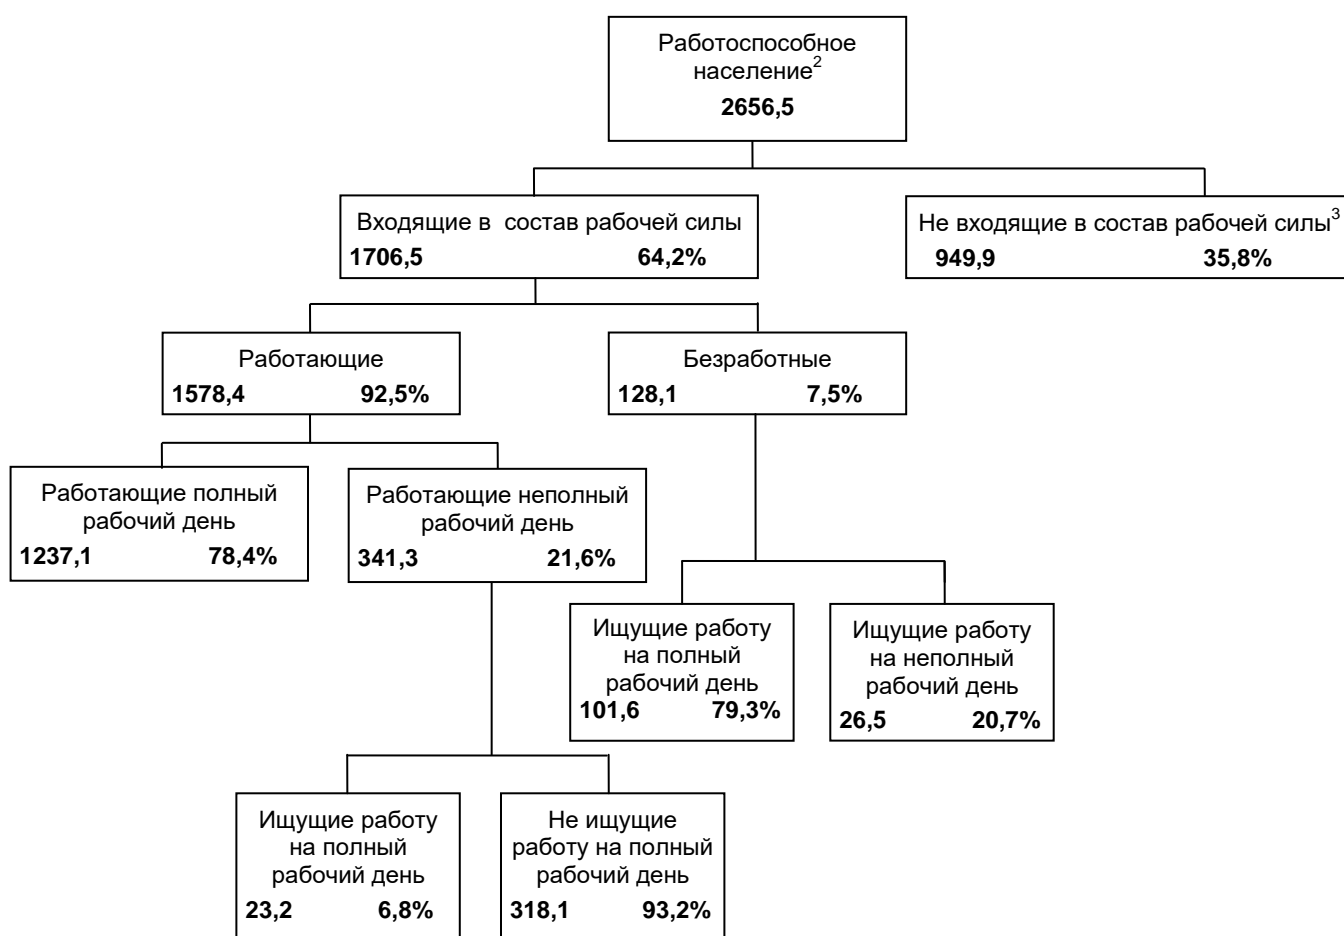 Работоспособное
население²
2656,5
Входящие в состав рабочей силы
1706,5 64,2%
Не входящие в состав рабочей силы³
949,9 35,8%
Работающие
1578,4 92,5%
Безработные
128,1 7,5%
Работающие полный
рабочий день
1237,1 78,4%
Работающие неполный
рабочий день
341,3 21,6%
Ищущие работу
на полный
рабочий день
101,6 79,3%
Ищущие работу
на неполный
рабочий день
26,5 20,7%
Ищущие работу
на полный
рабочий день
23,2 6,8%
Не ищущие
работу на полный
рабочий день
318,1 93,2%